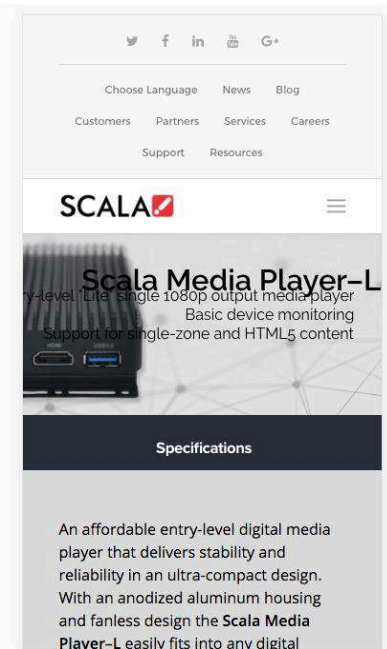 You Tube
G+
Choose Language News Blog
Customers Partners Services Careers
Support Resources
SCALA
Scala Media Player–L
ry-level "Lite" single 1080p output media player
Basic device monitoring
Support for single-zone and HTML5 content
HDMI
Specifications
An affordable entry-level digital media
player that delivers stability and
reliability in an ultra-compact design.
With an anodized aluminum housing
and fanless design the Scala Media
Player–L easily fits into any digital